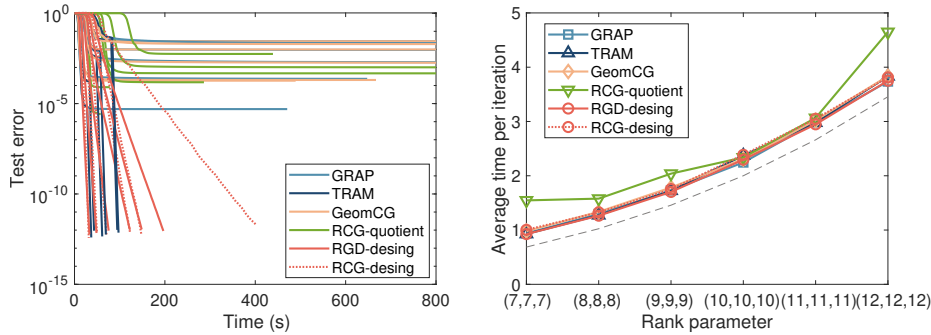 10^0
10^-5
10^-10
10^-15
Test error
0
200
400
600
800
Time (s)
GRAP
TRAM
GeomCG
RCG-quotient
RGD-desing
RCG-desing
5
4
3
2
1
0
Average time per iteration
(7,7,7)
(8,8,8)
(9,9,9)
(10,10,10)
(11,11,11)
(12,12,12)
Rank parameter
GRAP
TRAM
GeomCG
RCG-quotient
RGD-desing
RCG-desing